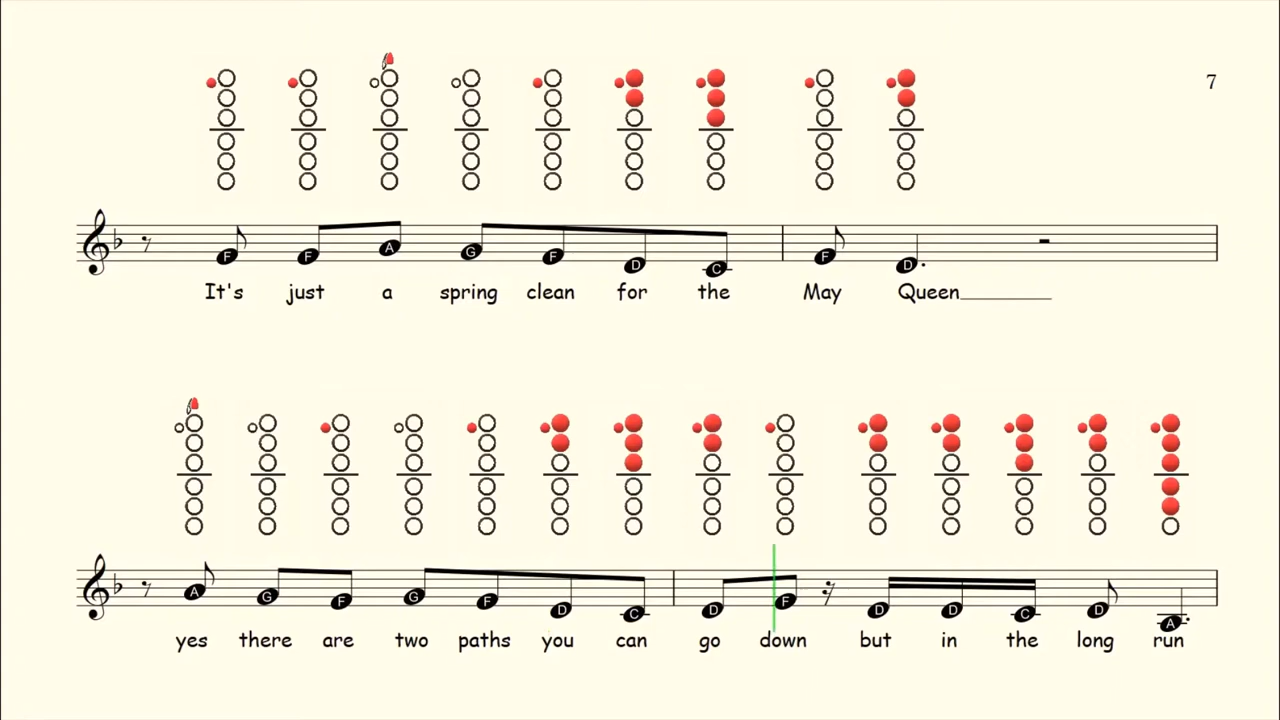 7
F F A G F D C F D
It's just a spring clean for the May Queen
A G F G F D C D F D D C D A
yes there are two paths you can go down but in the long run